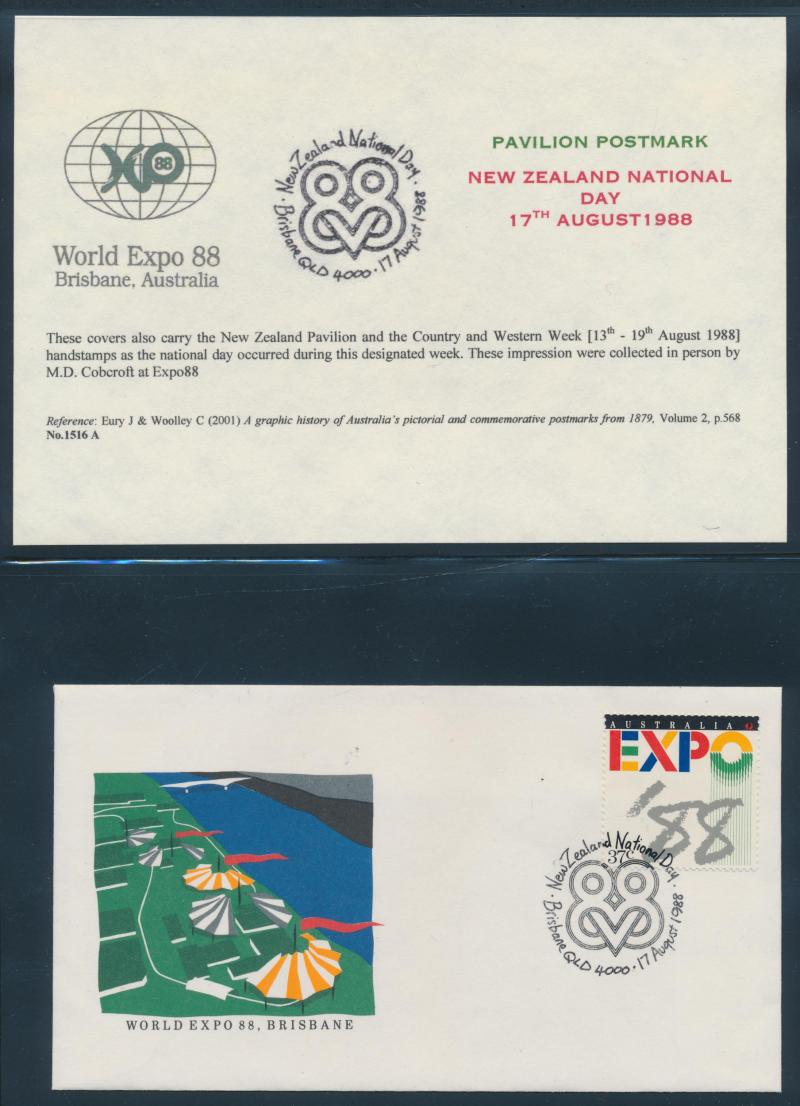 XPO 88
World Expo 88
Brisbane, Australia
New Zealand National Day ·
Brisbane QLD 4000 · 17 August 1988
PAVILION POSTMARK
NEW ZEALAND NATIONAL
DAY
17TH AUGUST1988
These covers also carry the New Zealand Pavilion and the Country and Western Week [13th - 19th August 1988]
handstamps as the national day occurred during this designated week. These impression were collected in person by
M.D. Cobcroft at Expo88
Reference: Eury J & Woolley C (2001) A graphic history of Australia's pictorial and commemorative postmarks from 1879, Volume 2, p.568
No.1516 A
AUSTRALIA
EXPO
'88
37c
New Zealand National Day ·
Brisbane QLD 4000 · 17 August 1988
WORLD EXPO 88, BRISBANE